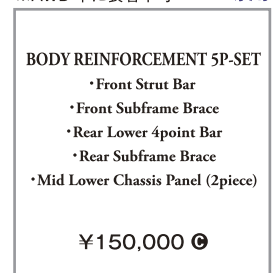 BODY REINFORCEMENT 5P-SET
・Front Strut Bar
・Front Subframe Brace
・Rear Lower 4point Bar
・Rear Subframe Brace
・Mid Lower Chassis Panel (2piece)
¥150,000 C